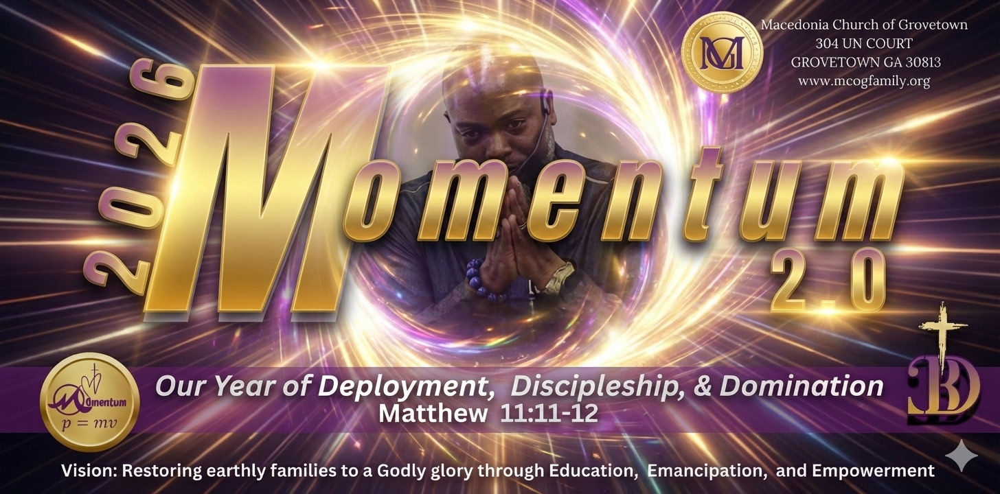 MG
Macedonia Church of Grovetown
304 UN COURT
GROVETOWN GA 30813
www.mcogfamily.org
2026
Momentum
2.0
Our Year of Deployment, Discipleship, & Domination
Matthew 11:11-12
Momentum
p = mv
Vision: Restoring earthly families to a Godly glory through Education, Emancipation, and Empowerment